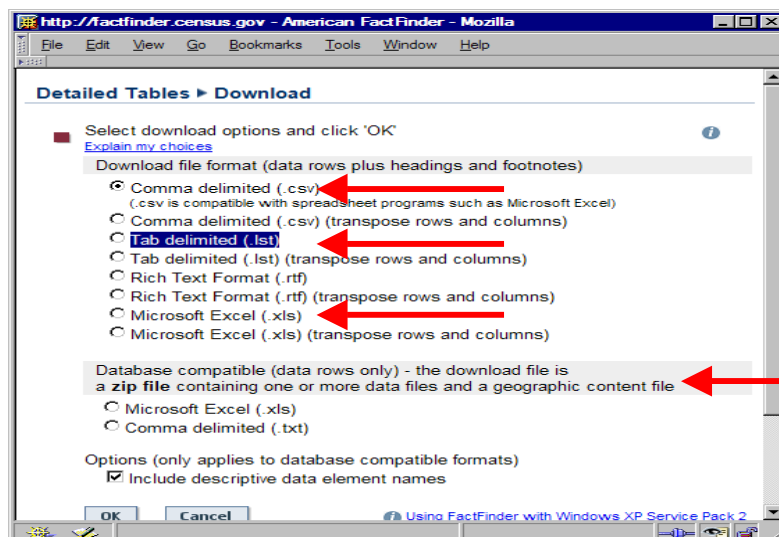 http://factfinder.census.gov - American FactFinder - Mozilla
File Edit View Go Bookmarks Tools Window Help
Detailed Tables ▸ Download
Select download options and click 'OK'
Explain my choices
Download file format (data rows plus headings and footnotes)
Comma delimited (.csv)
(.csv is compatible with spreadsheet programs such as Microsoft Excel)
Comma delimited (.csv) (transpose rows and columns)
Tab delimited (.lst)
Tab delimited (.lst) (transpose rows and columns)
Rich Text Format (.rtf)
Rich Text Format (.rtf) (transpose rows and columns)
Microsoft Excel (.xls)
Microsoft Excel (.xls) (transpose rows and columns)
Database compatible (data rows only) - the download file is
a zip file containing one or more data files and a geographic content file
Microsoft Excel (.xls)
Comma delimited (.txt)
Options (only applies to database compatible formats)
Include descriptive data element names
OK Cancel Using FactFinder with Windows XP Service Pack 2